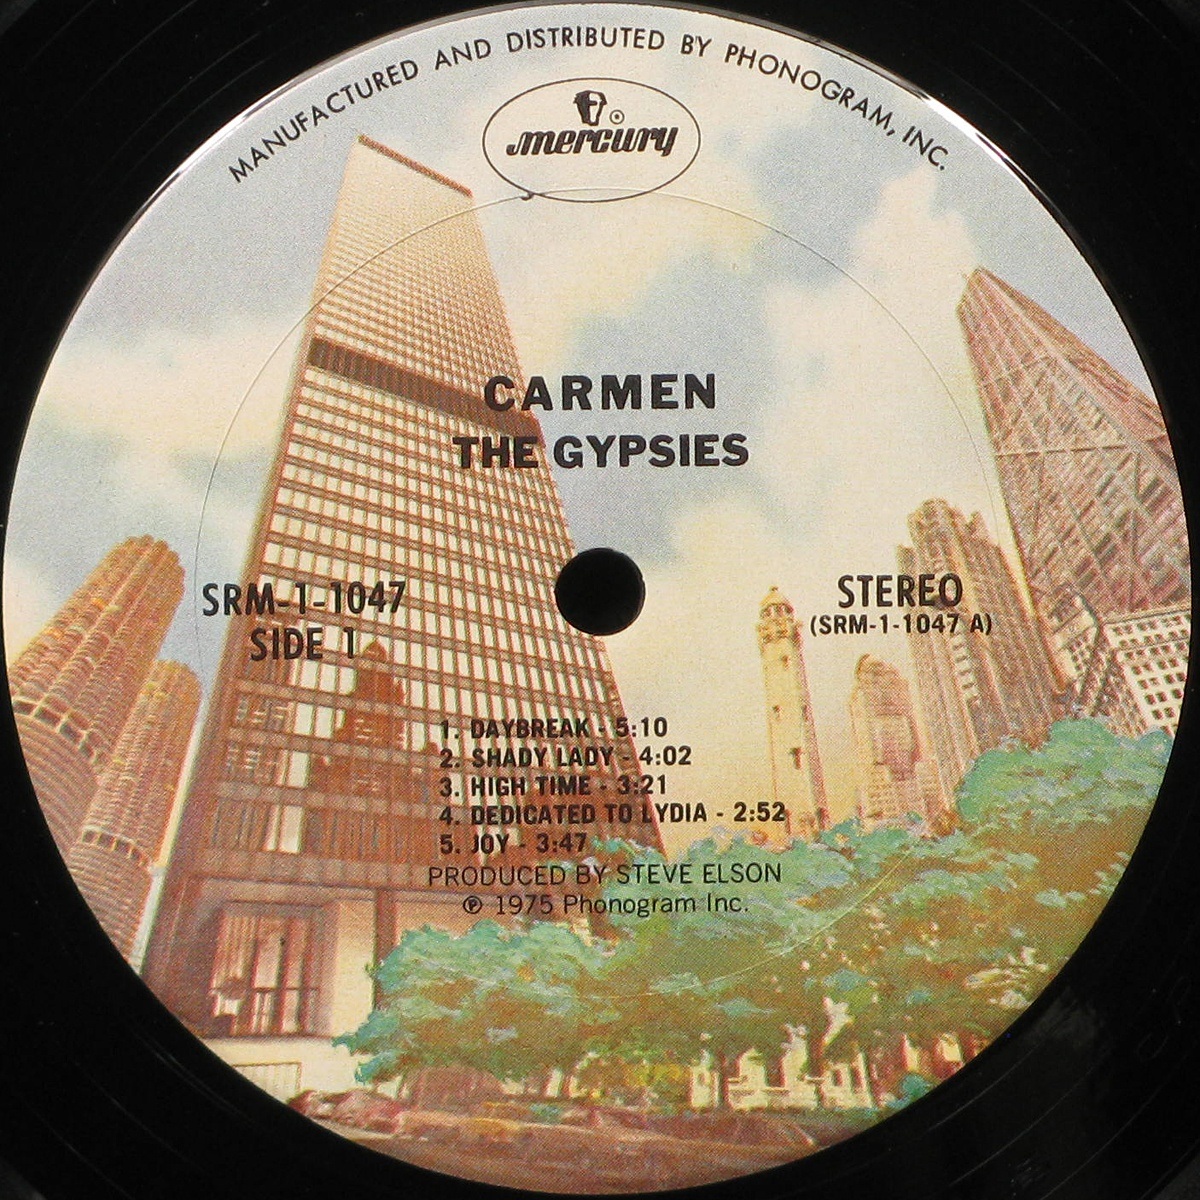 MANUFACTURED AND DISTRIBUTED BY PHONOGRAM, INC.
mercury
CARMEN
THE GYPSIES
SRM-1-1047
SIDE 1
STEREO
(SRM-1-1047 A)
1. DAYBREAK - 5:10
2. SHADY LADY - 4:02
3. HIGH TIME - 3:21
4. DEDICATED TO LYDIA - 2:52
5. JOY - 3:47
PRODUCED BY STEVE ELSON
℗ 1975 Phonogram Inc.